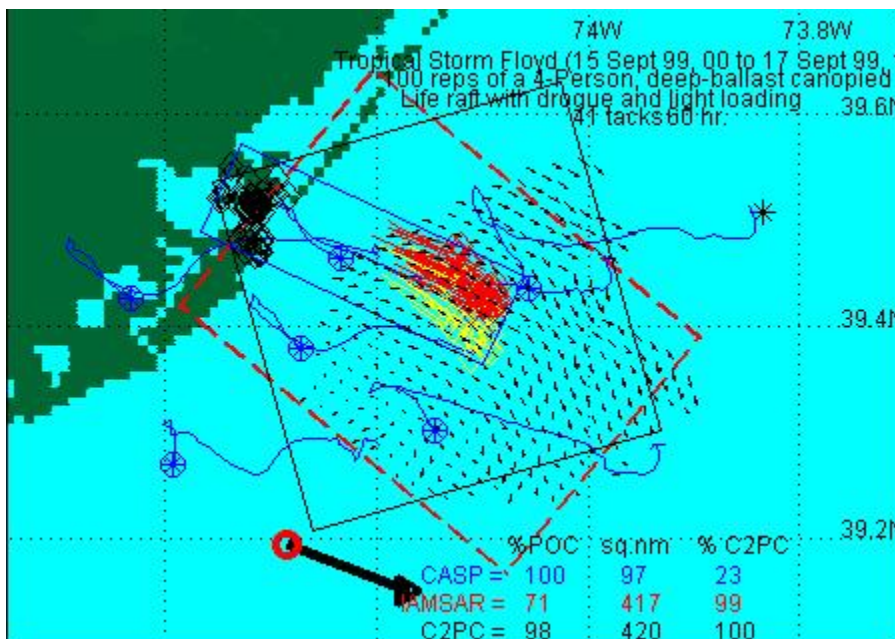 74W 73.8W
Tropical Storm Floyd (15 Sept 99, 00 to 17 Sept 99,
100 reps of a 4-Person, deep-ballast canopied
Life raft with drogue and light loading
41 tacks 60 hr.
39.6N
39.4N
39.2N
%POC sq.nm % C2PC
CASP = 100 97 23
IAMSAR = 71 417 99
C2PC = 98 420 100